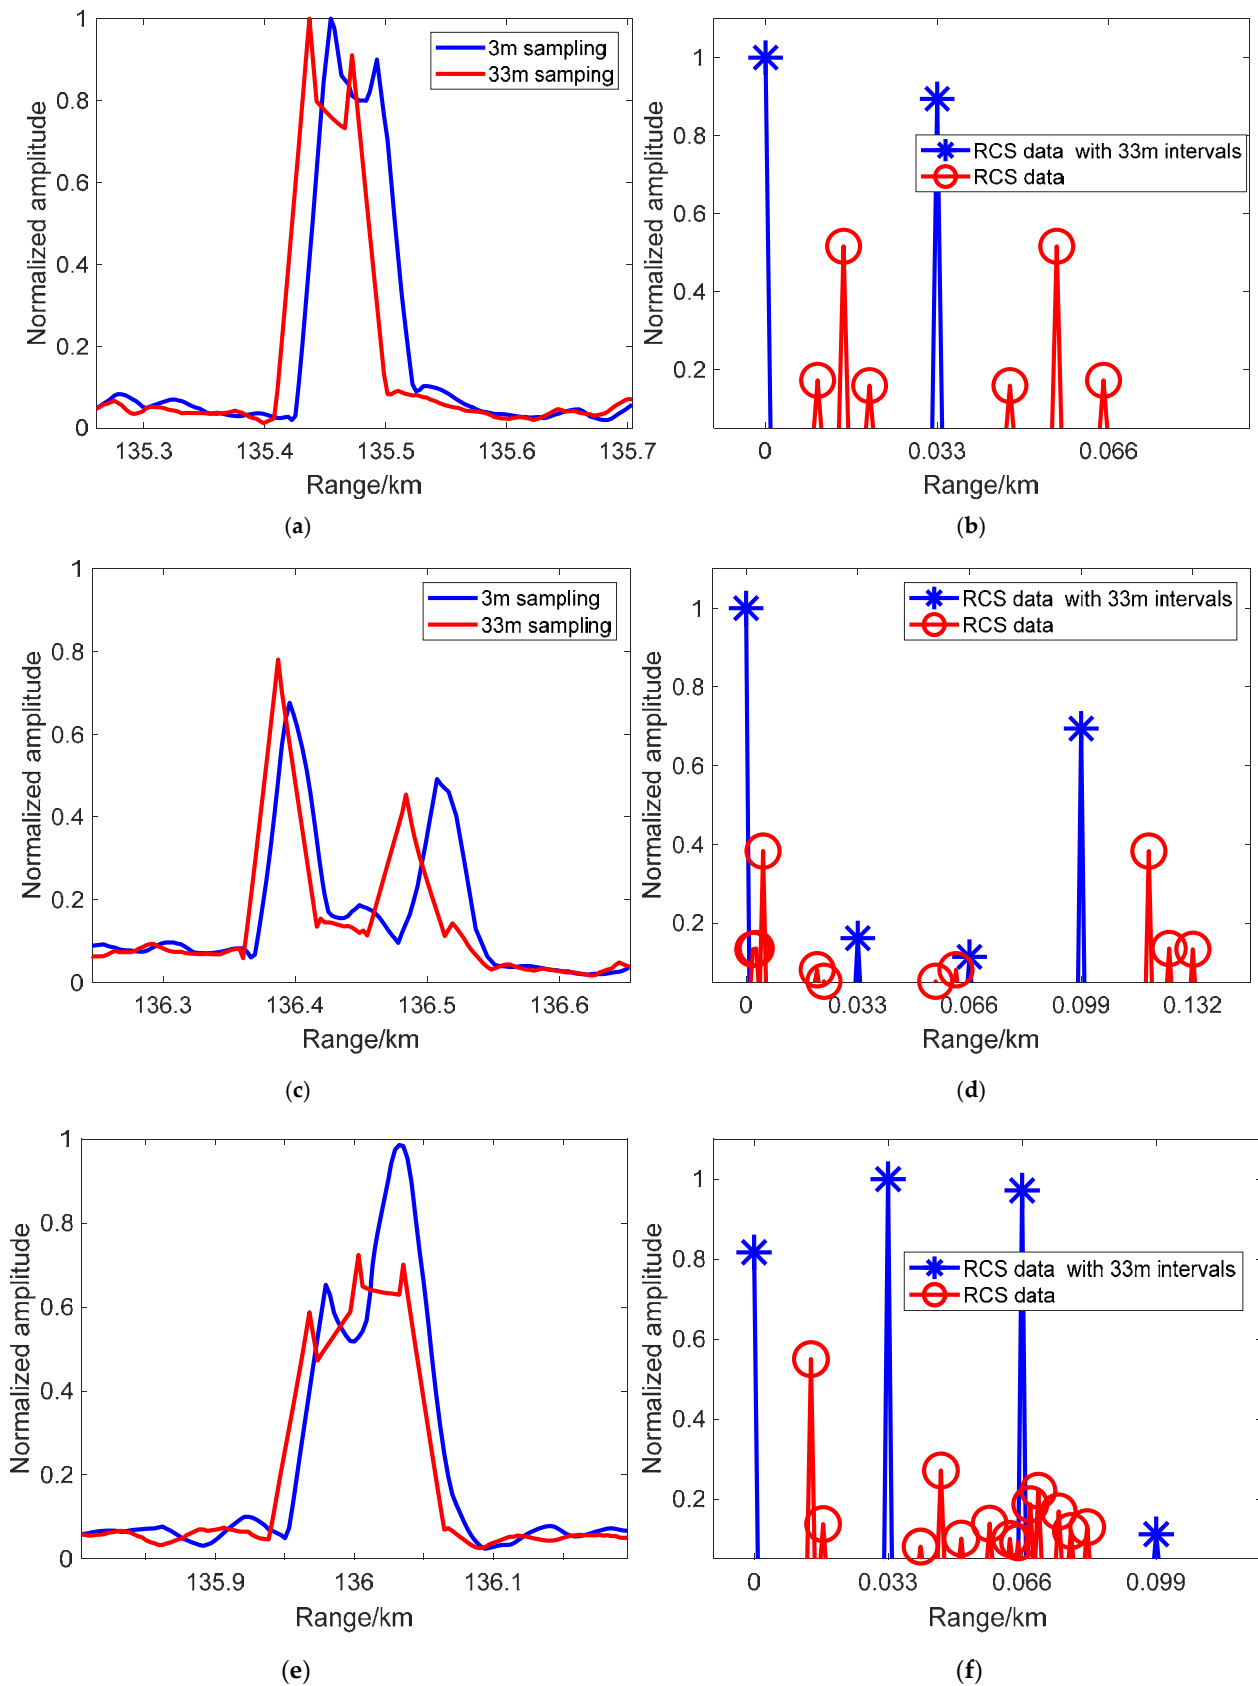 1
0.8
0.6
0.4
0.2
0
Normalized amplitude
3m sampling
33m samping
135.3 135.4 135.5 135.6 135.7
Range/km
(a)
1
0.8
0.6
0.4
0.2
Normalized amplitude
RCS data with 33m intervals
RCS data
0 0.033 0.066
Range/km
(b)
1
0.8
0.6
0.4
0.2
0
Normalized amplitude
3m sampling
33m sampling
136.3 136.4 136.5 136.6
Range/km
(c)
1
0.8
0.6
0.4
0.2
Normalized amplitude
RCS data with 33m intervals
RCS data
0 0.033 0.066 0.099 0.132
Range/km
(d)
1
0.8
0.6
0.4
0.2
0
Normalized amplitude
135.9 136 136.1
Range/km
(e)
1
0.8
0.6
0.4
0.2
Normalized amplitude
RCS data with 33m intervals
RCS data
0 0.033 0.066 0.099
Range/km
(f)